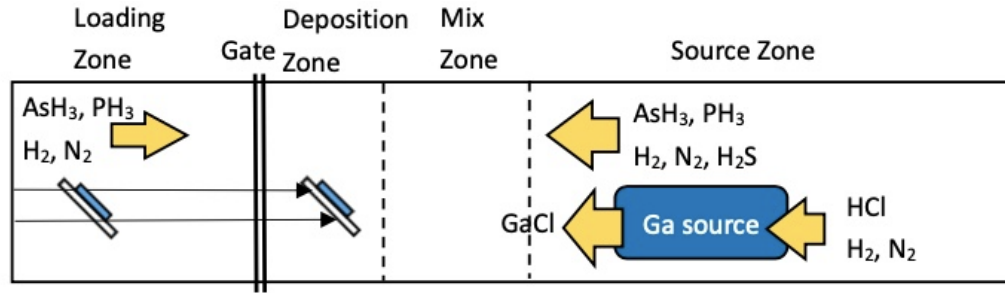 Loading
Zone
Gate
Deposition
Zone
Mix
Zone
Source Zone
AsH₃, PH₃
H₂, N₂
AsH₃, PH₃
H₂, N₂, H₂S
GaCl
Ga source
HCl
H₂, N₂